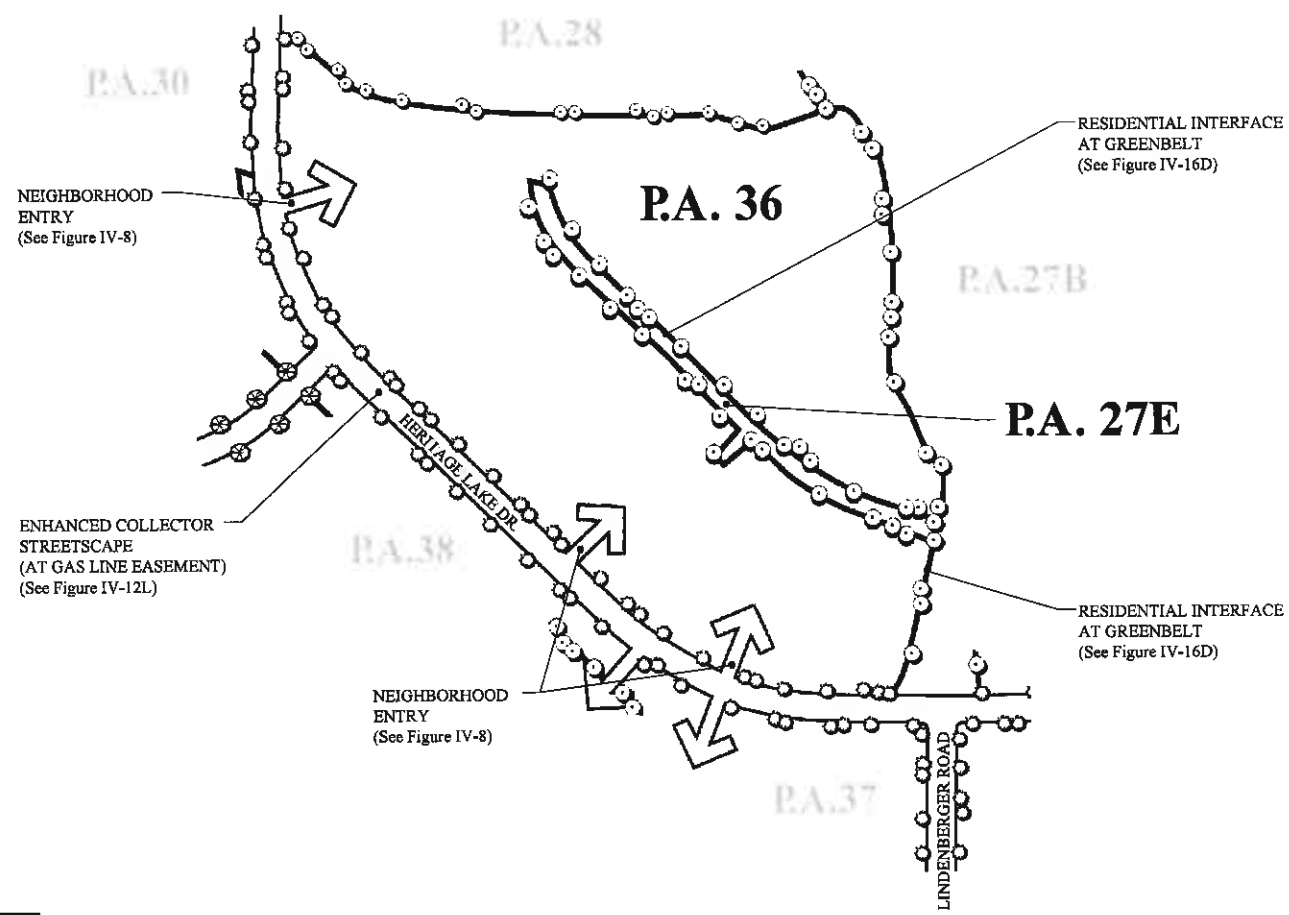 P.A.28
P.A.30
RESIDENTIAL INTERFACE
AT GREENBELT
(See Figure IV-16D)
NEIGHBORHOOD
ENTRY
(See Figure IV-8)
P.A. 36
P.A.27B
P.A. 27E
HERITAGE LAKE DR.
ENHANCED COLLECTOR
STREETSCAPE
(AT GAS LINE EASEMENT)
(See Figure IV-12L)
P.A.38
RESIDENTIAL INTERFACE
AT GREENBELT
(See Figure IV-16D)
NEIGHBORHOOD
ENTRY
(See Figure IV-8)
P.A.37
LINDENBERGER ROAD